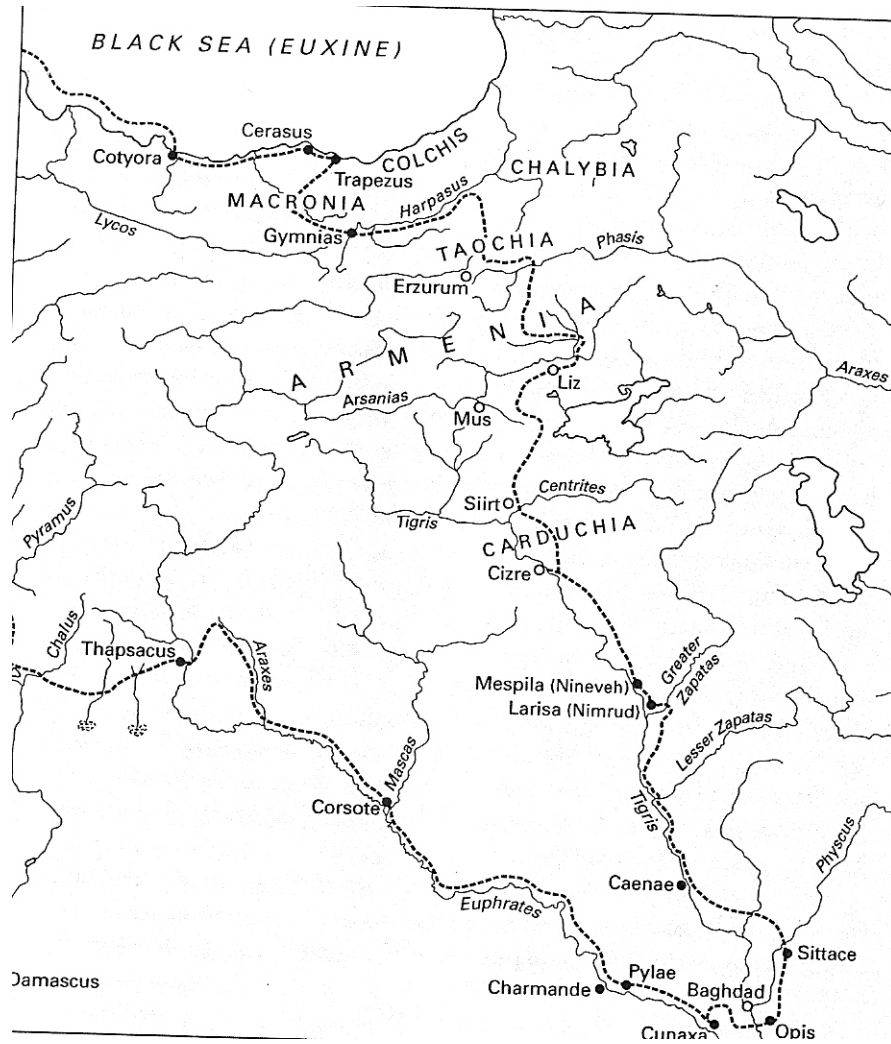 BLACK SEA (EUXINE)
Cerasus
Cotyora
Trapezus
COLCHIS
CHALYBIA
MACRONIA
Harpasus
Lycos
Gymnias
TAOCHIA
Phasis
Erzurum
ARMENIA
Liz
Araxes
Arsanias
Mus
Centrites
Siirt
Tigris
CARDUCHIA
Pyramus
Cizre
Chalus
Thapsacus
Araxes
Greater
Zapatas
Mespila (Nineveh)
Larisa (Nimrud)
Lesser Zapatas
Mascas
Corsote
Tigris
Physcus
Caenae
Euphrates
Sittace
Damascus
Pylae
Charmande
Baghdad
Cunaxa
Opis